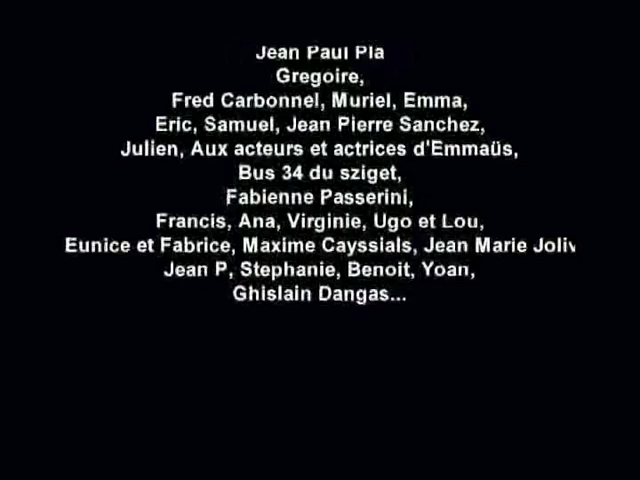 Jean Paul Pla
Gregoire,
Fred Carbonnel, Muriel, Emma,
Eric, Samuel, Jean Pierre Sanchez,
Julien, Aux acteurs et actrices d'Emmaüs,
Bus 34 du sziget,
Fabienne Passerini,
Francis, Ana, Virginie, Ugo et Lou,
Eunice et Fabrice, Maxime Cayssials, Jean Marie
Jean P, Stephanie, Benoit, Yoan,
Ghislain Dangas...